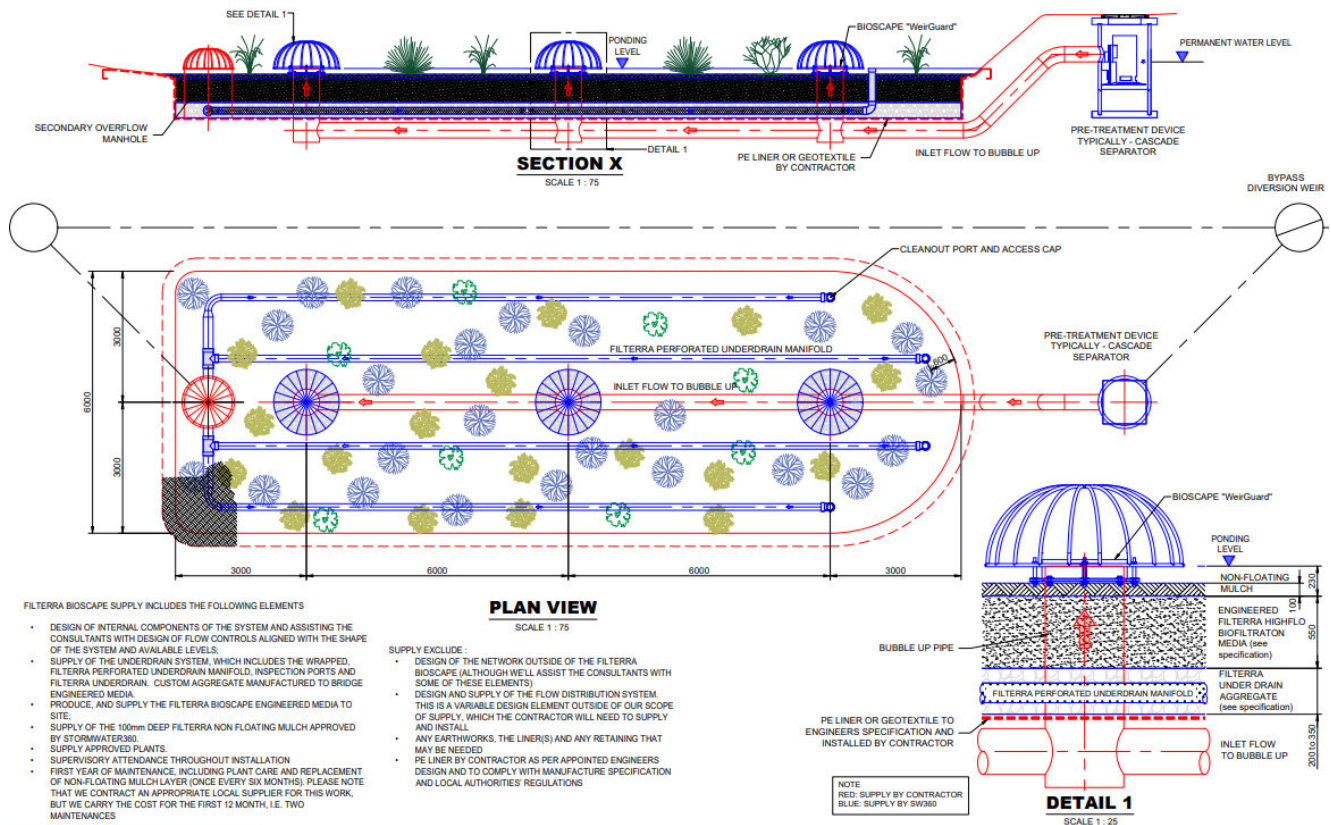 SEE DETAIL 1
BIOSCAPE "WeirGuard"
PONDING
LEVEL
PERMANENT WATER LEVEL
SECONDARY OVERFLOW
MANHOLE
DETAIL 1
PE LINER OR GEOTEXTILE
BY CONTRACTOR
INLET FLOW TO BUBBLE UP
PRE-TREATMENT DEVICE
TYPICALLY - CASCADE
SEPARATOR
SECTION X
SCALE 1 : 75
BYPASS
DIVERSION WEIR
CLEANOUT PORT AND ACCESS CAP
PRE-TREATMENT DEVICE
TYPICALLY - CASCADE
SEPARATOR
FILTERRA PERFORATED UNDERDRAIN MANIFOLD
600
INLET FLOW TO BUBBLE UP
6000
3000
3000
3000
6000
6000
3000
PLAN VIEW
SCALE 1 : 75
FILTERRA BIOSCAPE SUPPLY INCLUDES THE FOLLOWING ELEMENTS
• DESIGN OF INTERNAL COMPONENTS OF THE SYSTEM AND ASSISTING THE
CONSULTANTS WITH DESIGN OF FLOW CONTROLS ALIGNED WITH THE SHAPE
OF THE SYSTEM AND AVAILABLE LEVELS;
• SUPPLY OF THE UNDERDRAIN SYSTEM, WHICH INCLUDES THE WRAPPED,
FILTERRA PERFORATED UNDERDRAIN MANIFOLD, INSPECTION PORTS AND
FILTERRA UNDERDRAIN. CUSTOM AGGREGATE MANUFACTURED TO BRIDGE
ENGINEERED MEDIA.
• PRODUCE, AND SUPPLY THE FILTERRA BIOSCAPE ENGINEERED MEDIA TO
SITE;
• SUPPLY OF THE 100mm DEEP FILTERRA NON FLOATING MULCH APPROVED
BY STORMWATER360.
• SUPPLY APPROVED PLANTS.
• SUPERVISORY ATTENDANCE THROUGHOUT INSTALLATION
• FIRST YEAR OF MAINTENANCE, INCLUDING PLANT CARE AND REPLACEMENT
OF NON-FLOATING MULCH LAYER (ONCE EVERY SIX MONTHS). PLEASE NOTE
THAT WE CONTRACT AN APPROPRIATE LOCAL SUPPLIER FOR THIS WORK,
BUT WE CARRY THE COST FOR THE FIRST 12 MONTH, I.E. TWO
MAINTENANCES
SUPPLY EXCLUDE :
• DESIGN OF THE NETWORK OUTSIDE OF THE FILTERRA
BIOSCAPE (ALTHOUGH WE'LL ASSIST THE CONSULTANTS WITH
SOME OF THESE ELEMENTS)
• DESIGN AND SUPPLY OF THE FLOW DISTRIBUTION SYSTEM.
THIS IS A VARIABLE DESIGN ELEMENT OUTSIDE OF OUR SCOPE
OF SUPPLY, WHICH THE CONTRACTOR WILL NEED TO SUPPLY
AND INSTALL
• ANY EARTHWORKS, THE LINER(S) AND ANY RETAINING THAT
MAY BE NEEDED
• PE LINER BY CONTRACTOR AS PER APPOINTED ENGINEERS
DESIGN AND TO COMPLY WITH MANUFACTURE SPECIFICATION
AND LOCAL AUTHORITIES' REGULATIONS
BIOSCAPE "WeirGuard"
PONDING
LEVEL
NON-FLOATING
MULCH
230
100
ENGINEERED
FILTERRA HIGHFLO
BIOFILTRATON
MEDIA (see
specification)
550
BUBBLE UP PIPE
FILTERRA
UNDER DRAIN
AGGREGATE
(see specification)
FILTERRA PERFORATED UNDERDRAIN MANIFOLD
PE LINER OR GEOTEXTILE TO
ENGINEERS SPECIFICATION AND
INSTALLED BY CONTRACTOR
INLET FLOW
TO BUBBLE UP
200 to 350
NOTE
RED: SUPPLY BY CONTRACTOR
BLUE: SUPPLY BY SW360
DETAIL 1
SCALE 1 : 25